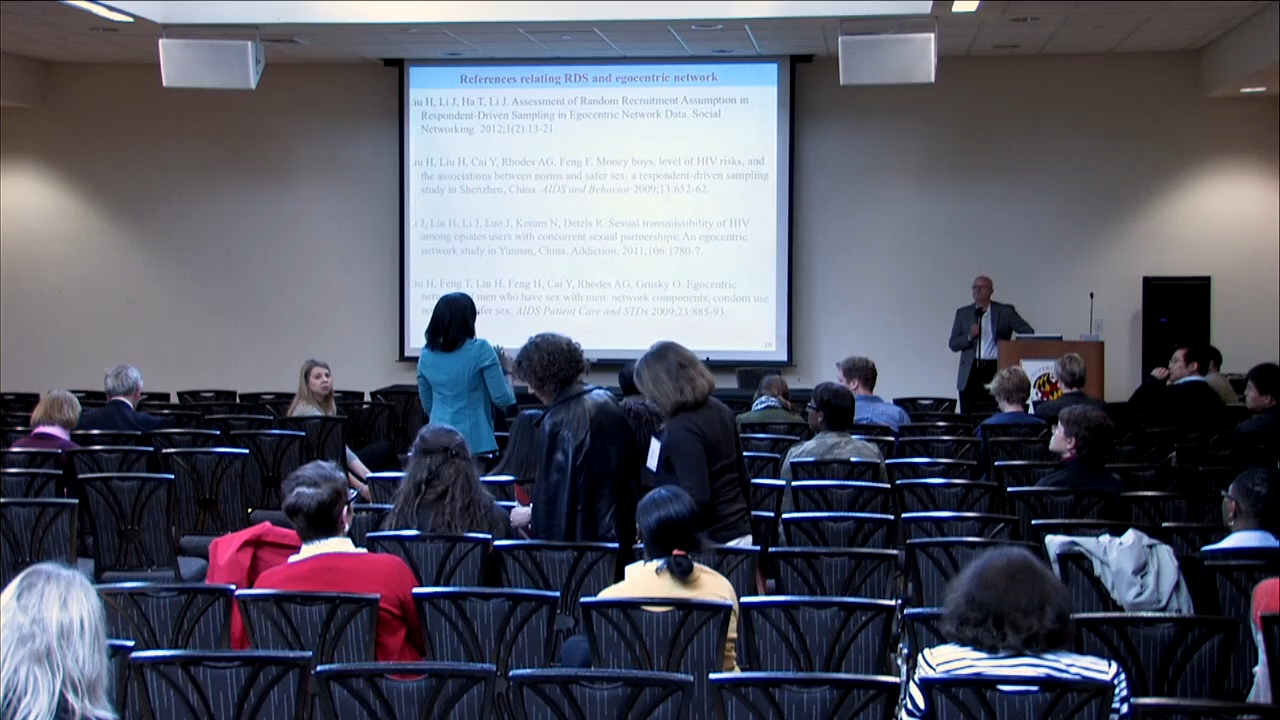 References relating RDS and egocentric network
iu H, Li J, Ha T, Li J. Assessment of Random Recruitment Assumption in
Respondent-Driven Sampling in Egocentric Network Data. Social
Networking. 2012;1(2):13-21.
iu H, Liu H, Cai Y, Rhodes AG, Feng F. Money boys, level of HIV risks, and
the associations between norms and safer sex: a respondent-driven sampling
study in Shenzhen, China. AIDS and Behavior 2009;13:652-62.
i J, Liu H, Li J, Luo J, Koram N, Detels R. Sexual transmissibility of HIV
among opiates users with concurrent sexual partnerships: An egocentric
network study in Yunnan, China. Addiction, 2011;106:1780-7.
iu H, Feng T, Liu H, Feng H, Cai Y, Rhodes AG, Grusky O. Egocentric
men who have sex with men: network components, condom use
sex. AIDS Patient Care and STDs 2009;23:885-93.